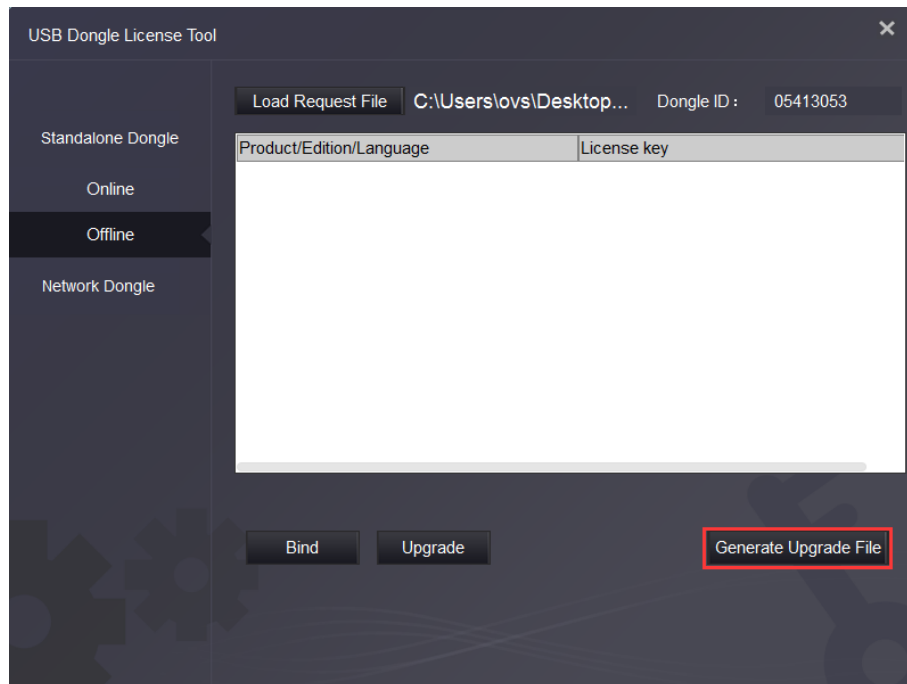 USB Dongle License Tool
Load Request File C:\Users\ovs\Desktop... Dongle ID： 05413053
Standalone Dongle
Product/Edition/Language License key
Online
Offline
Network Dongle
Bind Upgrade Generate Upgrade File